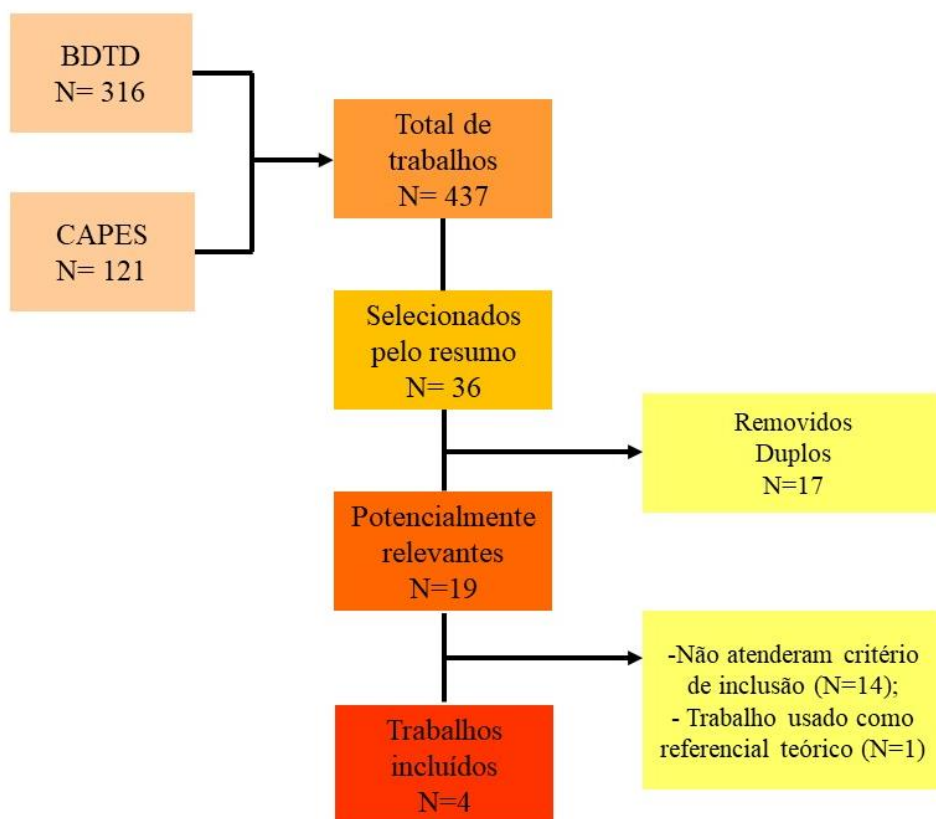 BDTD
N= 316
CAPES
N= 121
Total de
trabalhos
N= 437
Selecionados
pelo resumo
N= 36
Removidos
Duplos
N=17
Potencialmente
relevantes
N=19
-Não atenderam critério
de inclusão (N=14);
- Trabalho usado como
referencial teórico (N=1)
Trabalhos
incluídos
N=4